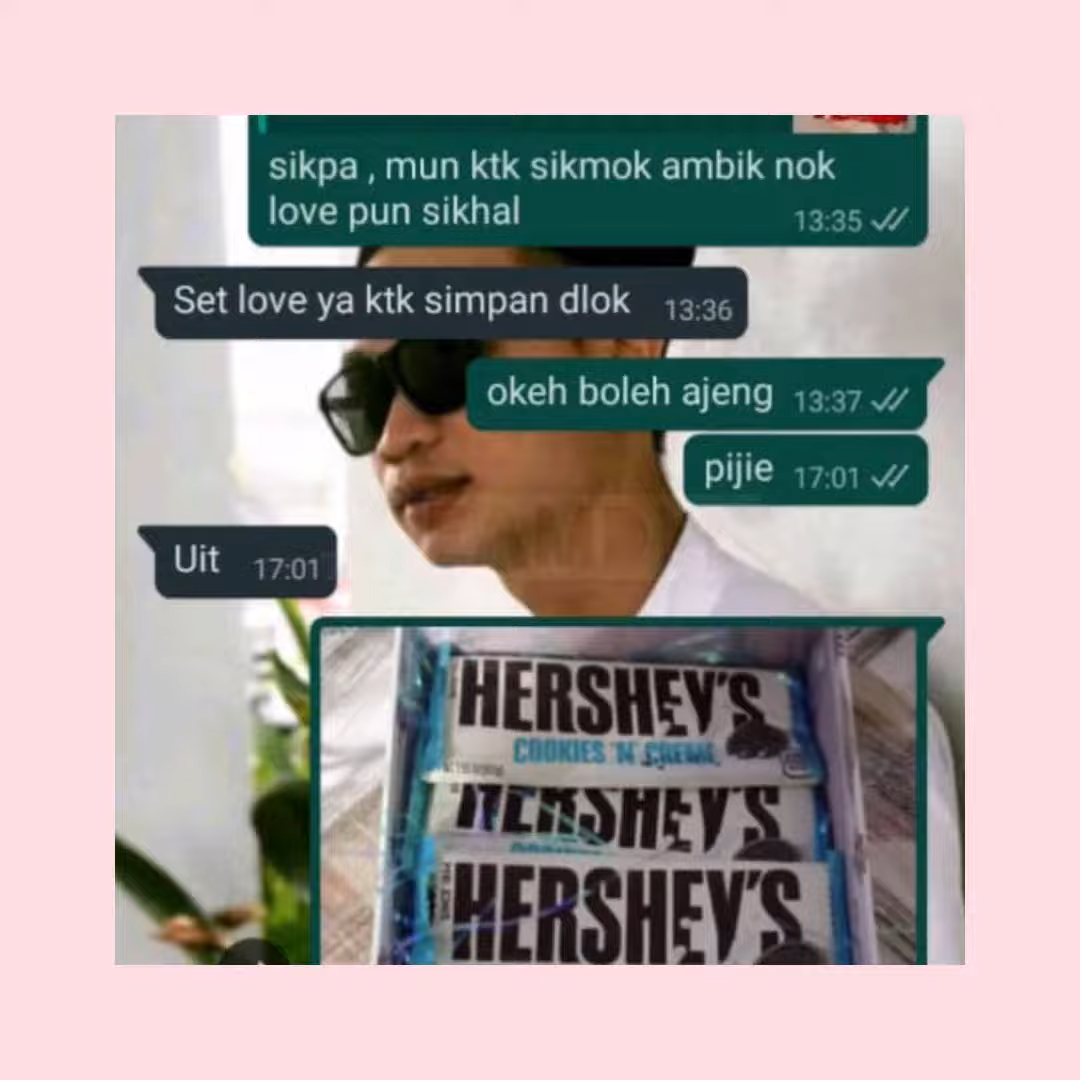 sikpa , mun ktk sikmok ambik nok
love pun sikhal
13:35
Set love ya ktk simpan dlok 13:36
okeh boleh ajeng 13:37
pijie 17:01
Uit 17:01
HERSHEY'S
COOKIES 'N' CREME
HERSHEY'S
HERSHEY'S